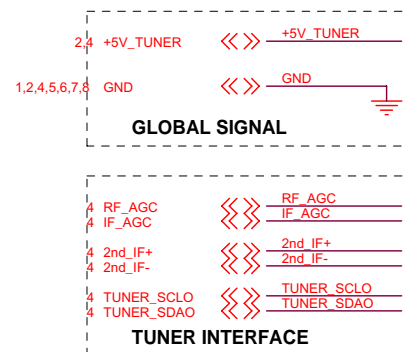 2,4 +5V_TUNER +5V_TUNER
1,2,4,5,6,7,8 GND GND
GLOBAL SIGNAL
4 RF_AGC RF_AGC
4 IF_AGC IF_AGC
4 2nd_IF+ 2nd_IF+
4 2nd_IF- 2nd_IF-
4 TUNER_SCLO TUNER_SCLO
4 TUNER_SDAO TUNER_SDAO
TUNER INTERFACE